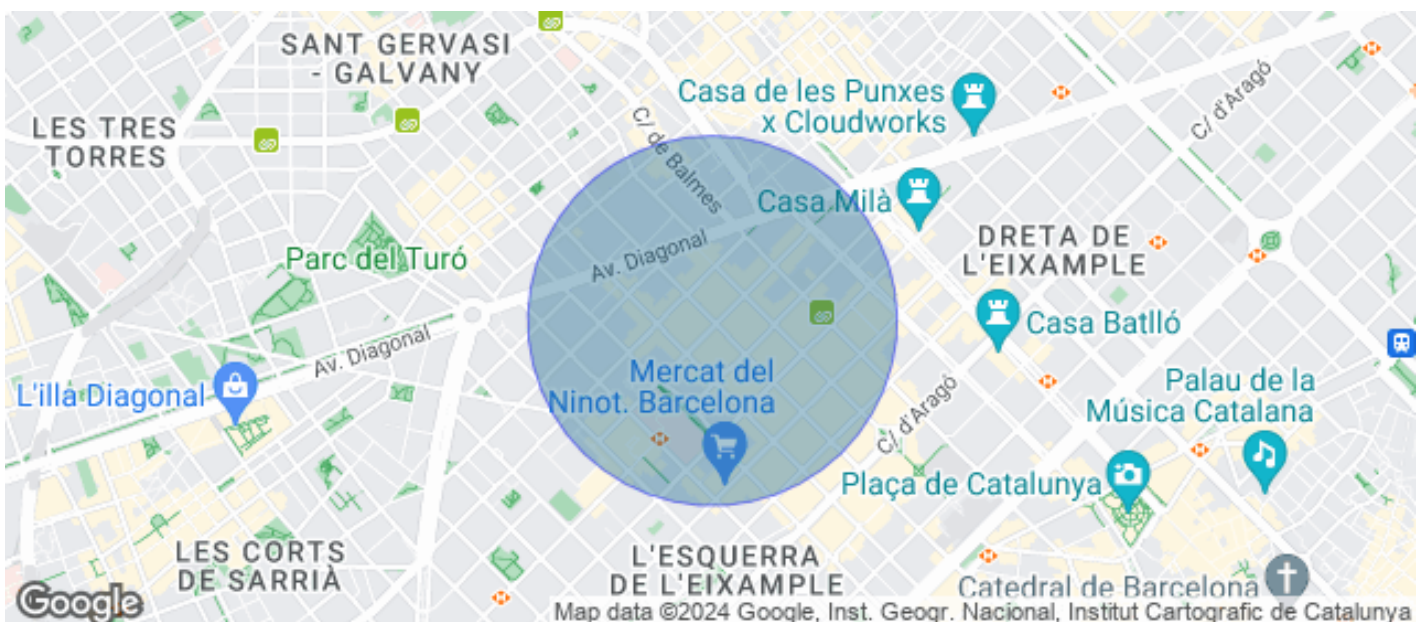 SANT GERVASI
- GALVANY
LES TRES
TORRES
C/ de Balmes
Casa de les Punxes
x Cloudworks
C/ d'Aragó
Casa Milà
DRETA DE
L'EIXAMPLE
Parc del Turó
Av. Diagonal
Av. Diagonal
Casa Batlló
L'illa Diagonal
Mercat del
Ninot. Barcelona
C/ d'Aragó
Palau de la
Música Catalana
Plaça de Catalunya
LES CORTS
DE SARRIÀ
L'ESQUERRA
DE L'EIXAMPLE
Catedral de Barcelona
Google
Map data ©2024 Google, Inst. Geogr. Nacional, Institut Cartografic de Catalunya